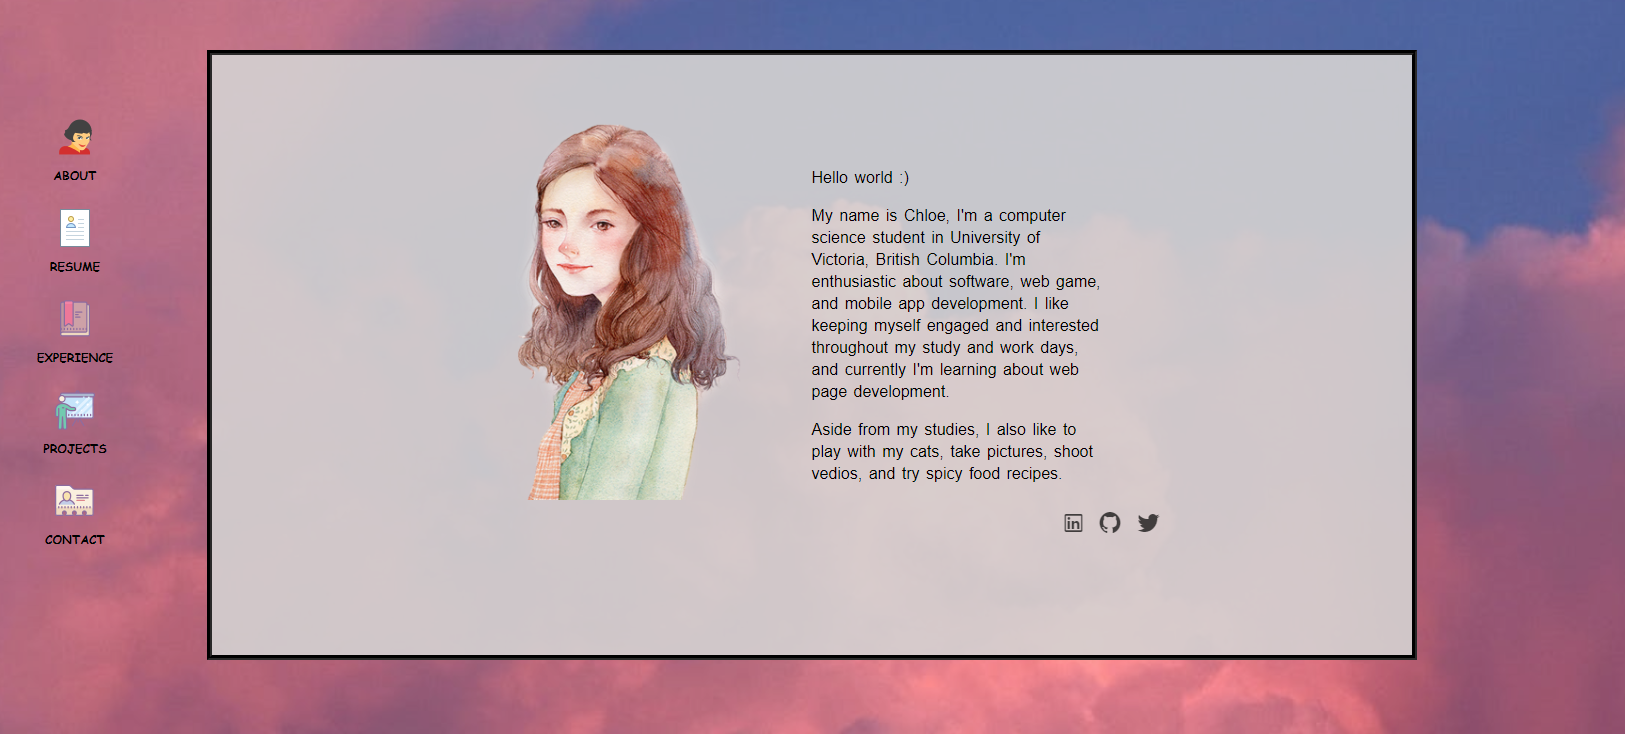 ABOUT
RESUME
EXPERIENCE
PROJECTS
CONTACT
Hello world :)
My name is Chloe, I'm a computer
science student in University of
Victoria, British Columbia. I'm
enthusiastic about software, web game,
and mobile app development. I like
keeping myself engaged and interested
throughout my study and work days,
and currently I'm learning about web
page development.
Aside from my studies, I also like to
play with my cats, take pictures, shoot
vedios, and try spicy food recipes.
in